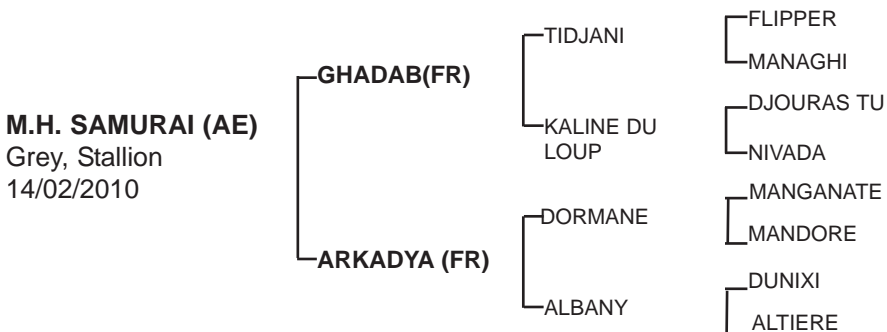 M.H. SAMURAI (AE)
Grey, Stallion
14/02/2010
GHADAB(FR)
ARKADYA (FR)
TIDJANI
KALINE DU
LOUP
DORMANE
ALBANY
FLIPPER
MANAGHI
DJOURAS TU
NIVADA
MANGANATE
MANDORE
DUNIXI
ALTIERE